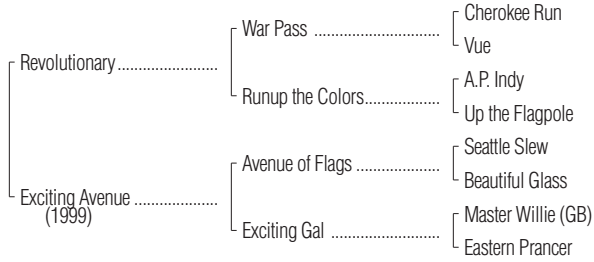 Cherokee Run
War Pass ..............................
Vue
Revolutionary........................
A.P. Indy
Runup the Colors..................
Up the Flagpole
Seattle Slew
Avenue of Flags ....................
Beautiful Glass
Exciting Avenue ....................
(1999)
Master Willie (GB)
Exciting Gal ..........................
Eastern Prancer